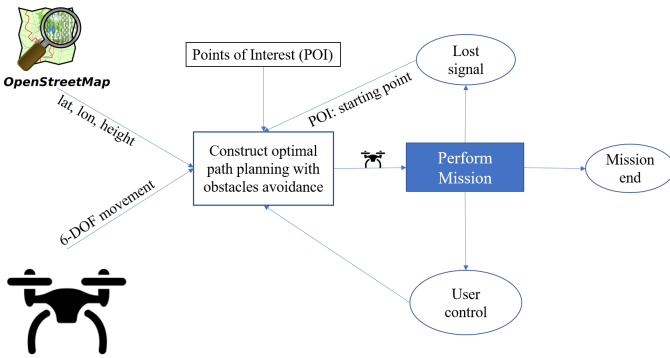 OpenStreetMap
lat, lon, height
6-DOF movement
Points of Interest (POI)
POI: starting point
Construct optimal
path planning with
obstacles avoidance
Lost
signal
Perform
Mission
Mission
end
User
control